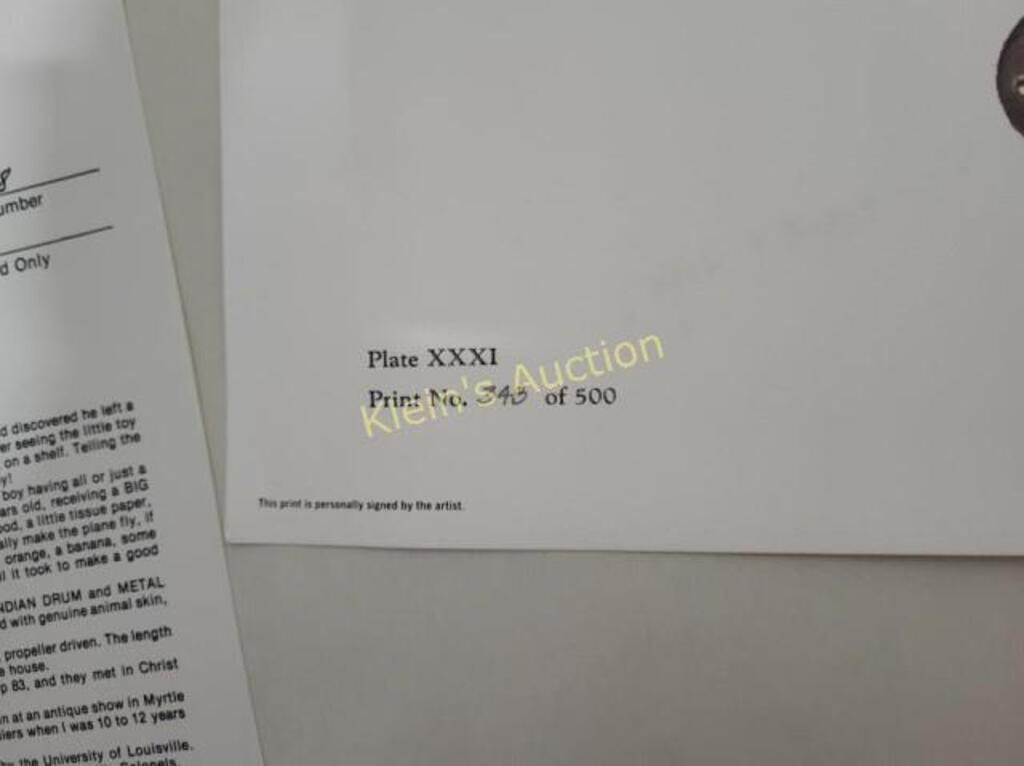 8
umber
d Only
d discovered he left a
er seeing the little toy
on a shelf. Telling the
y!
boy having all or just a
ars old, receiving a BIG
od, a little tissue paper,
ally make the plane fly, if
orange, a banana, some
ll it took to make a good
NDIAN DRUM and METAL
d with genuine animal skin,
propeller driven. The length
e house.
p 83, and they met in Christ
n at an antique show in Myrtle
iers when I was 10 to 12 years
by the University of Louisville.
Colonels
Plate XXXI
Print No. 343 of 500
Klein's Auction
This print is personally signed by the artist.